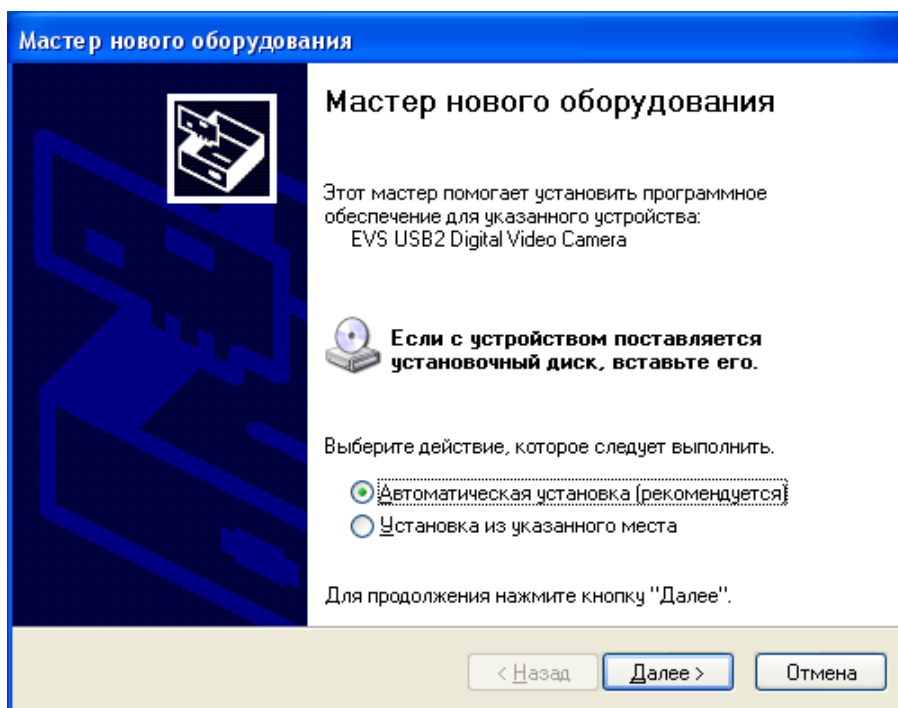 Мастер нового оборудования
Мастер нового оборудования
Этот мастер помогает установить программное
обеспечение для указанного устройства:
EVS USB2 Digital Video Camera
Если с устройством поставляется
установочный диск, вставьте его.
Выберите действие, которое следует выполнить.
Автоматическая установка (рекомендуется)
Установка из указанного места
Для продолжения нажмите кнопку "Далее".
< Назад Далее > Отмена